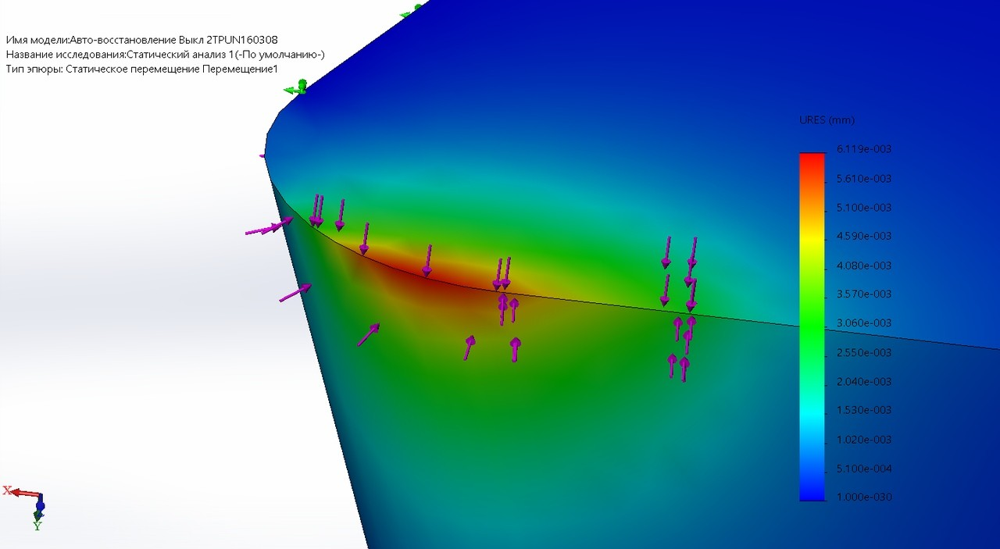 Имя модели:Авто-восстановление Выкл 2TPUN160308
Название исследования:Статический анализ 1(-По умолчанию-)
Тип эпюры: Статическое перемещение Перемещение1
URES (mm)
6.119e-003
5.610e-003
5.100e-003
4.590e-003
4.080e-003
3.570e-003
3.060e-003
2.550e-003
2.040e-003
1.530e-003
1.020e-003
5.100e-004
1.000e-030
X
Y